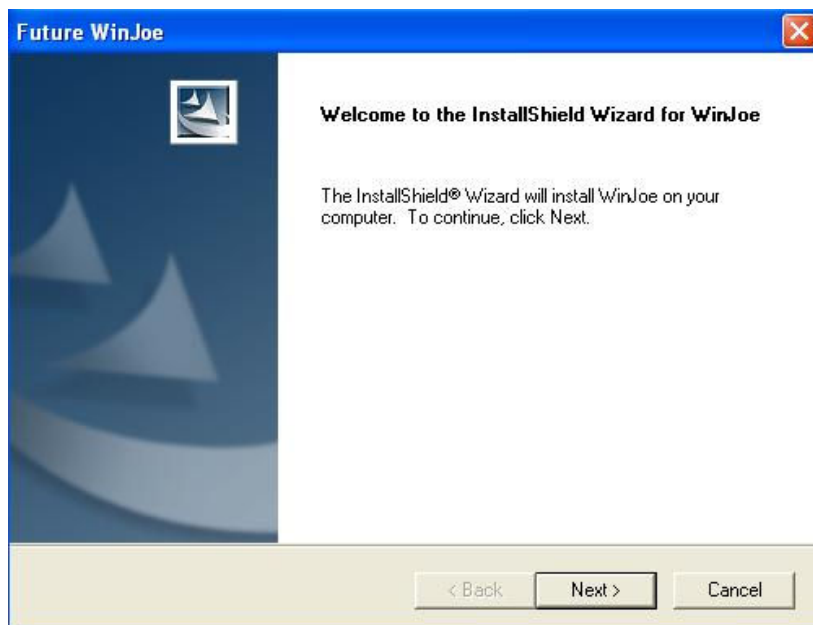 Future WinJoe
Welcome to the InstallShield Wizard for WinJoe
The InstallShield® Wizard will install WinJoe on your
computer.  To continue, click Next.
< Back
Next >
Cancel